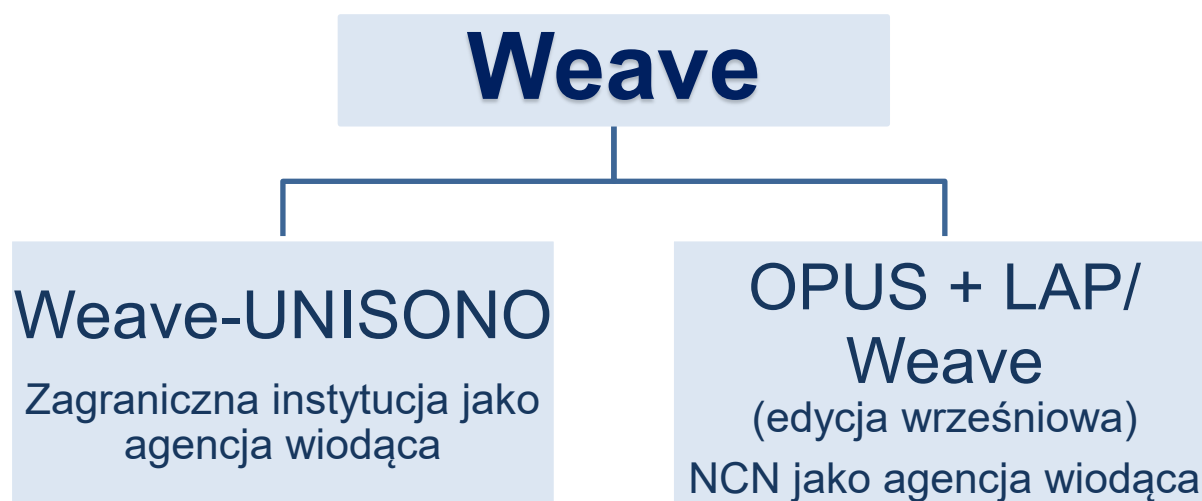 Weave
Weave-UNISONO
Zagraniczna instytucja jako
agencja wiodąca
OPUS + LAP/
Weave
(edycja wrześniowa)
NCN jako agencja wiodąca